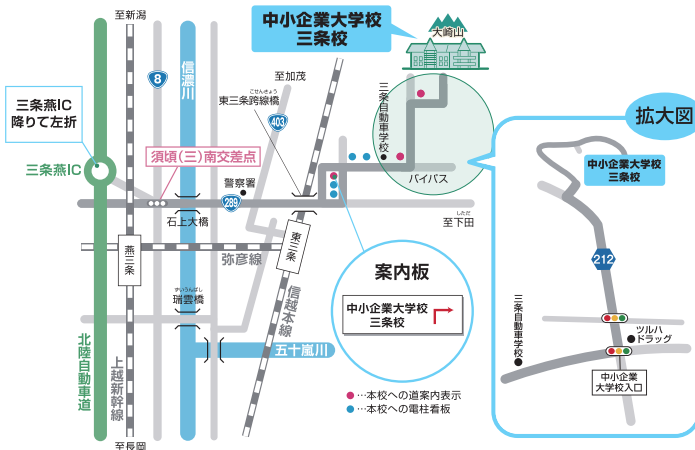 至新潟
中小企業大学校
三条校
大崎山
8
信濃川
至加茂
ごせんきょう
東三条跨線橋
403
三条自動車学校
拡大図
三条燕IC
降りて左折
須頃(三)南交差点
三条燕IC
中小企業大学校
三条校
バイパス
警察署
289
石上大橋
しただ
至下田
東三条
燕三条
弥彦線
212
案内板
ずいうんばし
瑞雲橋
信越本線
中小企業大学校
三条校
三条自動車学校
ツルハ
ドラッグ
北陸自動車道
上越新幹線
五十嵐川
中小企業
大学校入口
●…本校への道案内表示
●…本校への電柱看板
至長岡